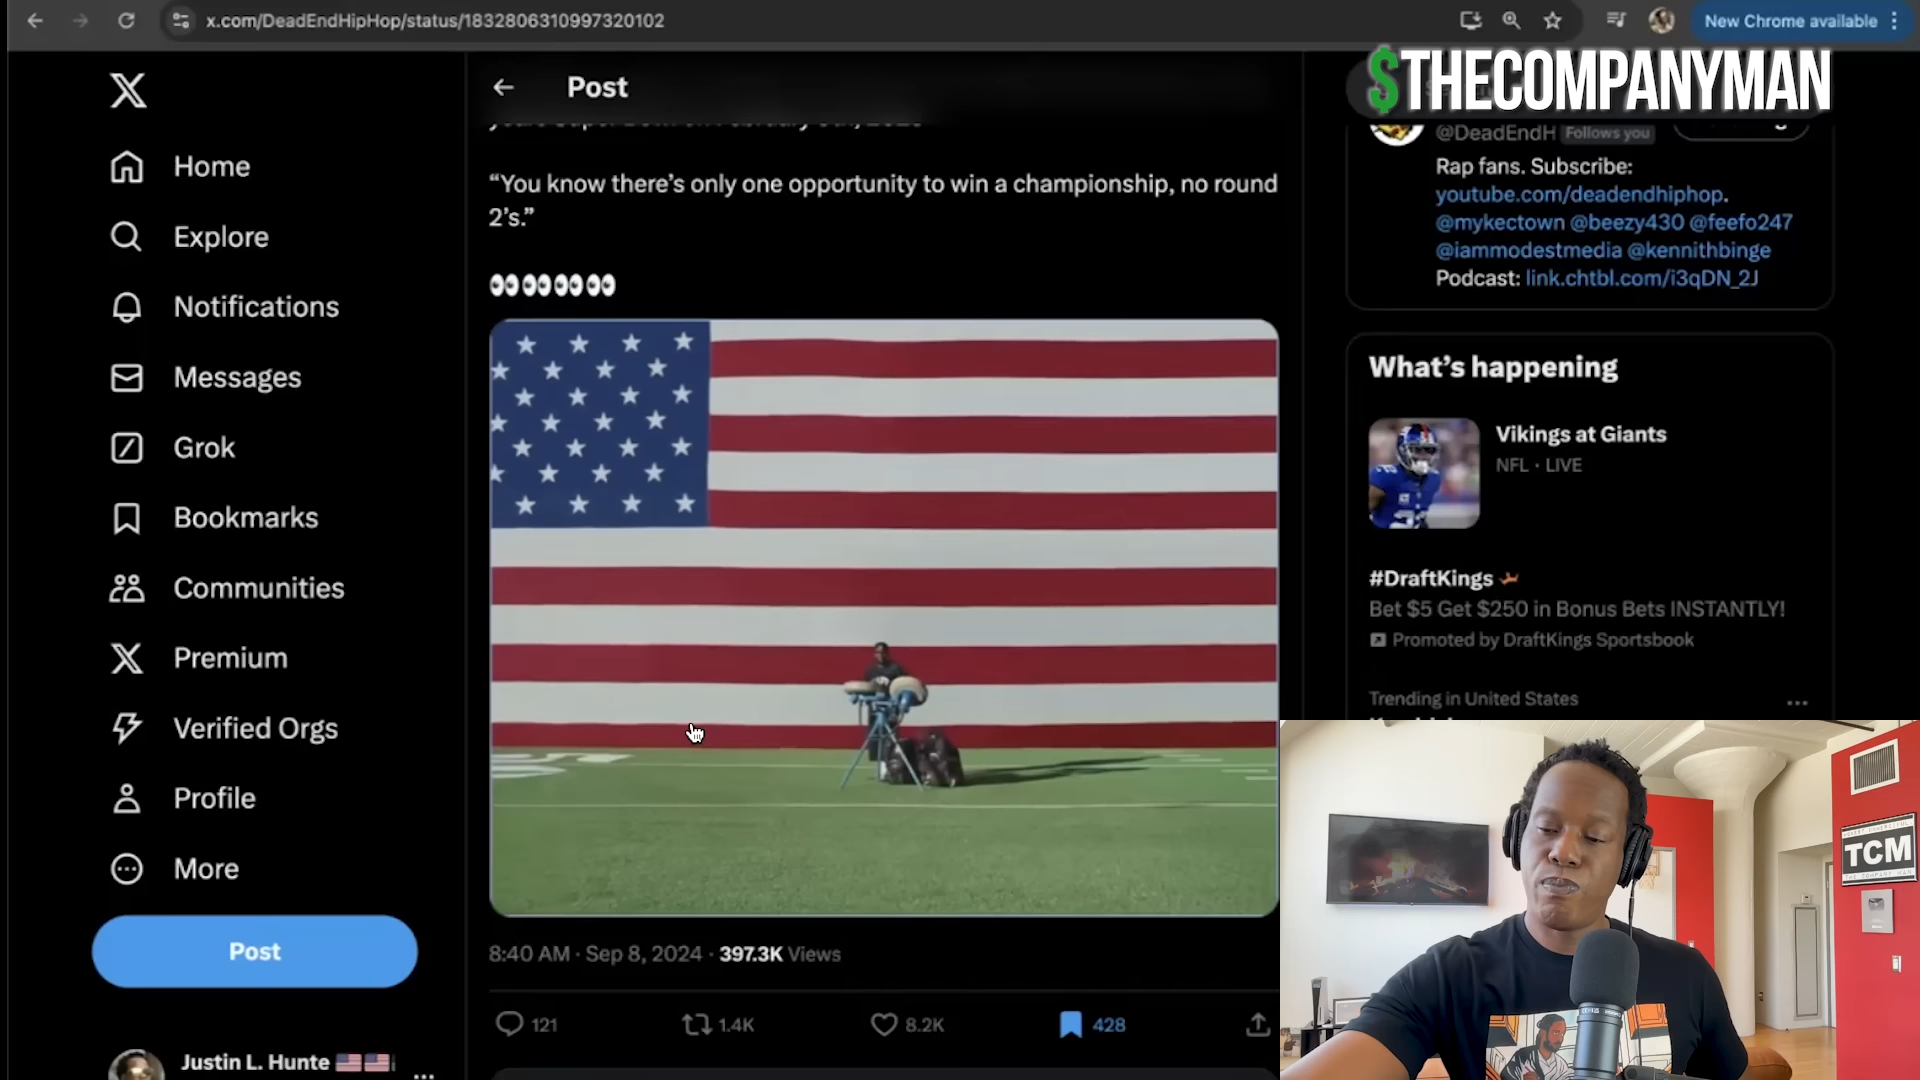 x.com/DeadEndHipHop/status/1832806310997320102
New Chrome available
$THECOMPANYMAN
Home
Explore
Notifications
Messages
Grok
Bookmarks
Communities
Premium
Verified Orgs
Profile
More
Post
Justin L. Hunte
Post
“You know there’s only one opportunity to win a championship, no round
2’s.”
8:40 AM · Sep 8, 2024 · 397.3K Views
121
1.4K
8.2K
428
@DeadEndH Follows you
Rap fans. Subscribe:
youtube.com/deadendhiphop.
@mykectown @beezy430 @feefo247
@iammodestmedia @kennithbinge
Podcast: link.chtbl.com/i3qDN_2J
What’s happening
Vikings at Giants
NFL · LIVE
#DraftKings
Bet $5 Get $250 in Bonus Bets INSTANTLY!
Promoted by DraftKings Sportsbook
Trending in United States
TCM
THE COMPANY MAN